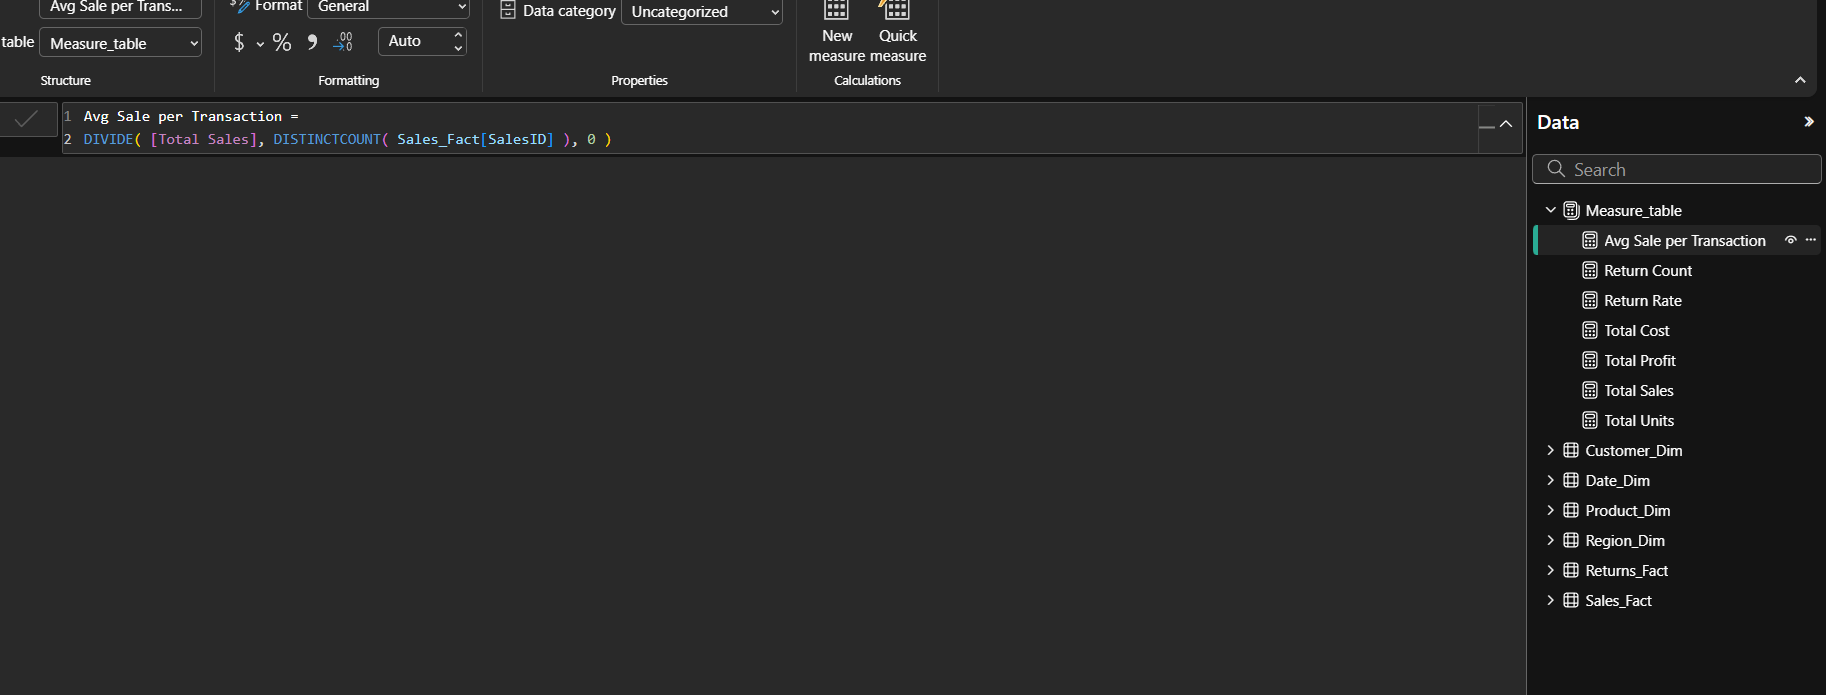 Avg Sale per Trans...
Format
General
Data category
Uncategorized
table
Measure_table
$
%
.00
Auto
New measure
Quick measure
Structure
Formatting
Properties
Calculations
1 Avg Sale per Transaction =
2 DIVIDE( [Total Sales], DISTINCTCOUNT( Sales_Fact[SalesID] ), 0 )
Data
Search
Measure_table
Avg Sale per Transaction
Return Count
Return Rate
Total Cost
Total Profit
Total Sales
Total Units
Customer_Dim
Date_Dim
Product_Dim
Region_Dim
Returns_Fact
Sales_Fact